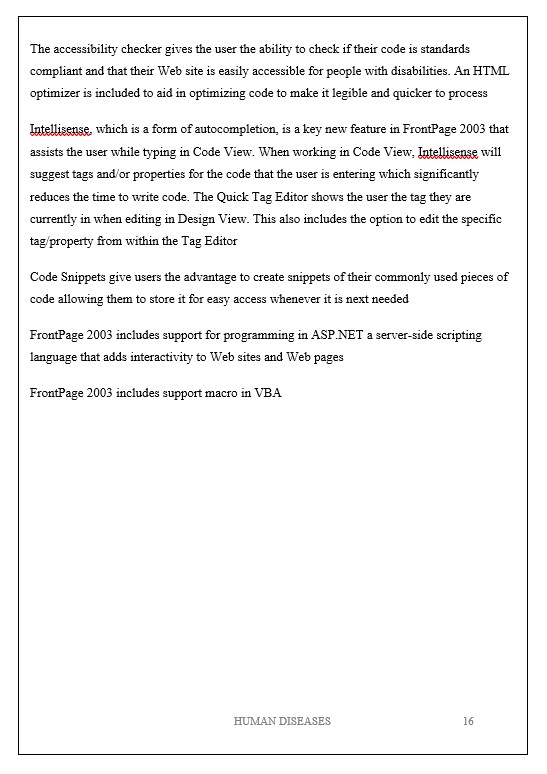 The accessibility checker gives the user the ability to check if their code is standards
compliant and that their Web site is easily accessible for people with disabilities. An HTML
optimizer is included to aid in optimizing code to make it legible and quicker to process
Intellisense, which is a form of autocompletion, is a key new feature in FrontPage 2003 that
assists the user while typing in Code View. When working in Code View, Intellisense will
suggest tags and/or properties for the code that the user is entering which significantly
reduces the time to write code. The Quick Tag Editor shows the user the tag they are
currently in when editing in Design View. This also includes the option to edit the specific
tag/property from within the Tag Editor
Code Snippets give users the advantage to create snippets of their commonly used pieces of
code allowing them to store it for easy access whenever it is next needed
FrontPage 2003 includes support for programming in ASP.NET a server-side scripting
language that adds interactivity to Web sites and Web pages
FrontPage 2003 includes support macro in VBA
HUMAN DISEASES 16